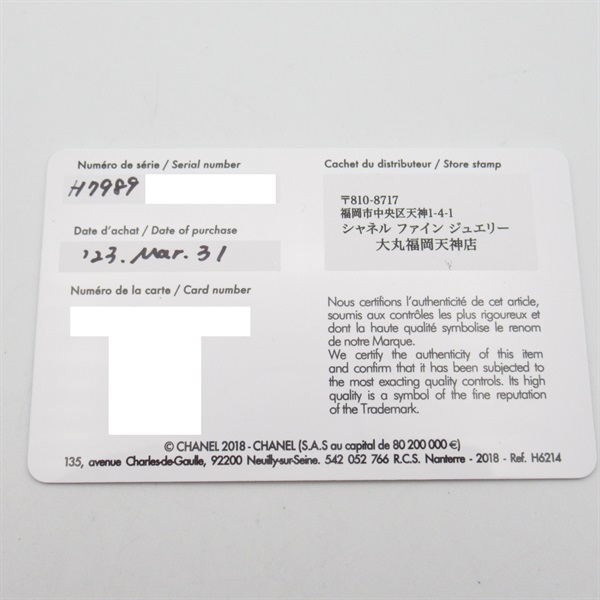 Numéro de série / Serial number
H7989
Date d'achat / Date of purchase
'23. Mar. 31
Numéro de la carte / Card number
Cachet du distributeur / Store stamp
〒810-8717
福岡市中央区天神1-4-1
シャネル ファイン ジュエリー
大丸福岡天神店
Nous certifions l'authenticité de cet article,
soumis aux contrôles les plus rigoureux et
dont la haute qualité symbolise le renom
de notre Marque.
We certify the authenticity of this item
and confirm that it has been subjected to
the most exacting quality controls. Its high
quality is a symbol of the fine reputation
of the Trademark.
© CHANEL 2018 - CHANEL (S.A.S au capital de 80 200 000 €)
135, avenue Charles-de-Gaulle, 92200 Neuilly-sur-Seine. 542 052 766 R.C.S. Nanterre - 2018 - Ref. H6214